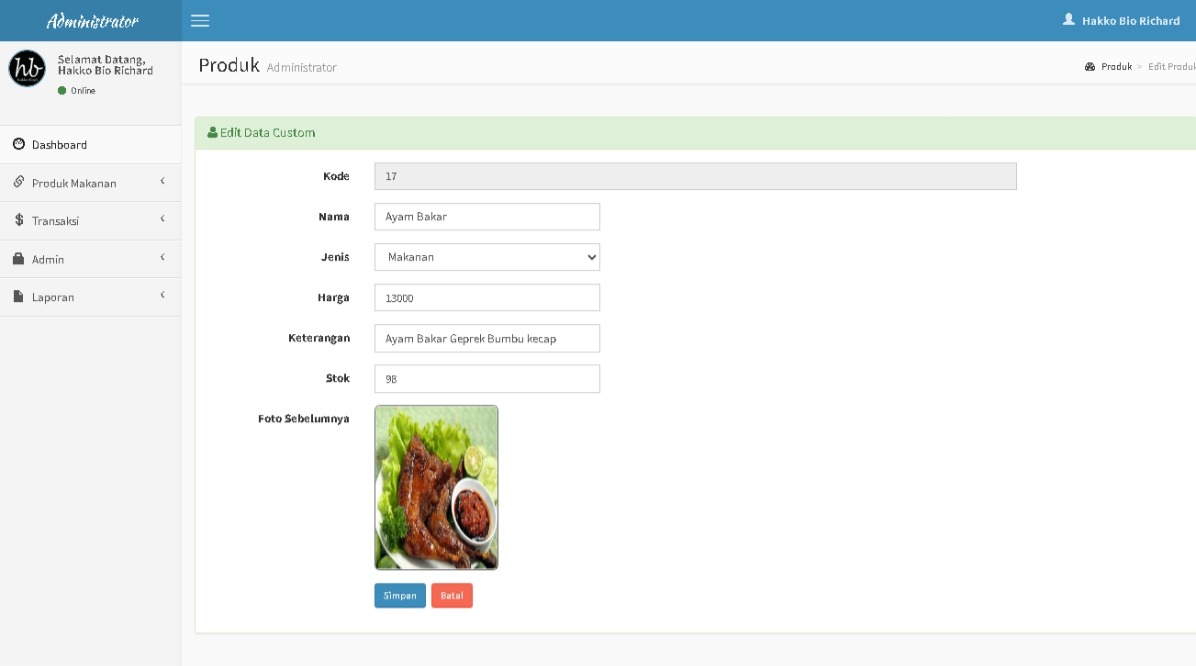 Administrator
Hakko Bio Richard
Selamat Datang,
Hakko Bio Richard
Online
Produk Administrator
Produk > Edit Produk
Dashboard
Produk Makanan
Transaksi
Admin
Laporan
Edit Data Custom
Kode 17
Nama Ayam Bakar
Jenis Makanan
Harga 13000
Keterangan Ayam Bakar Geprek Bumbu kecap
Stok 98
Foto Sebelumnya
Simpan Batal